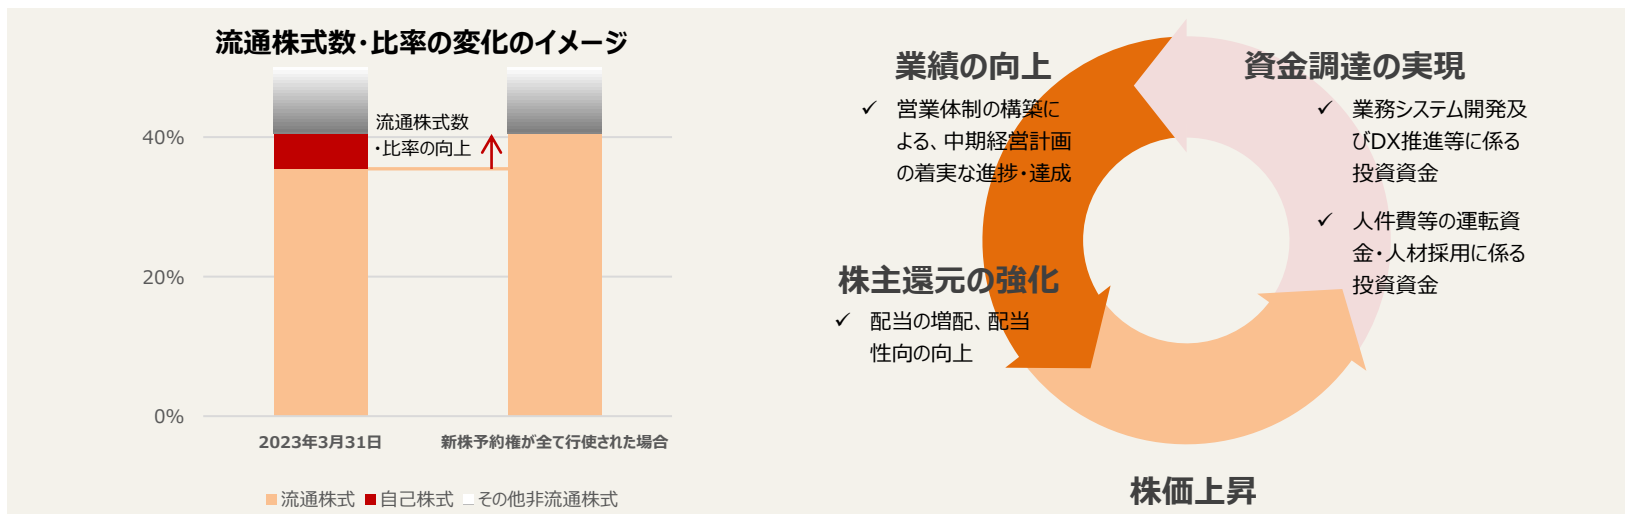 流通株式数・比率の変化のイメージ
流通株式数
・比率の向上
40%
20%
0%
2023年3月31日
新株予約権が全て行使された場合
流通株式
自己株式
その他非流通株式
業績の向上
✓ 営業体制の構築に
よる、中期経営計画
の着実な進捗・達成
株主還元の強化
✓ 配当の増配、配当
性向の向上
資金調達の実現
✓ 業務システム開発及
びDX推進等に係る
投資資金
✓ 人件費等の運転資
金・人材採用に係る
投資資金
株価上昇